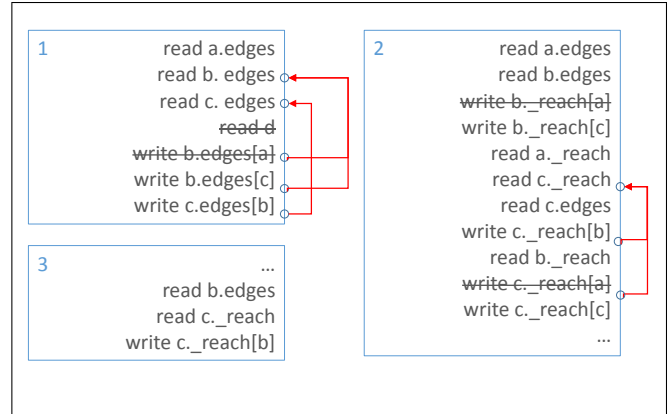 1
read a.edges
read b. edges
read c. edges
read d
write b.edges[a]
write b.edges[c]
write c.edges[b]
2
read a.edges
read b.edges
write b._reach[a]
write b._reach[c]
read a._reach
read c._reach
read c.edges
write c._reach[b]
read b._reach
write c._reach[a]
write c._reach[c]
...
3
...
read b.edges
read c._reach
write c._reach[b]